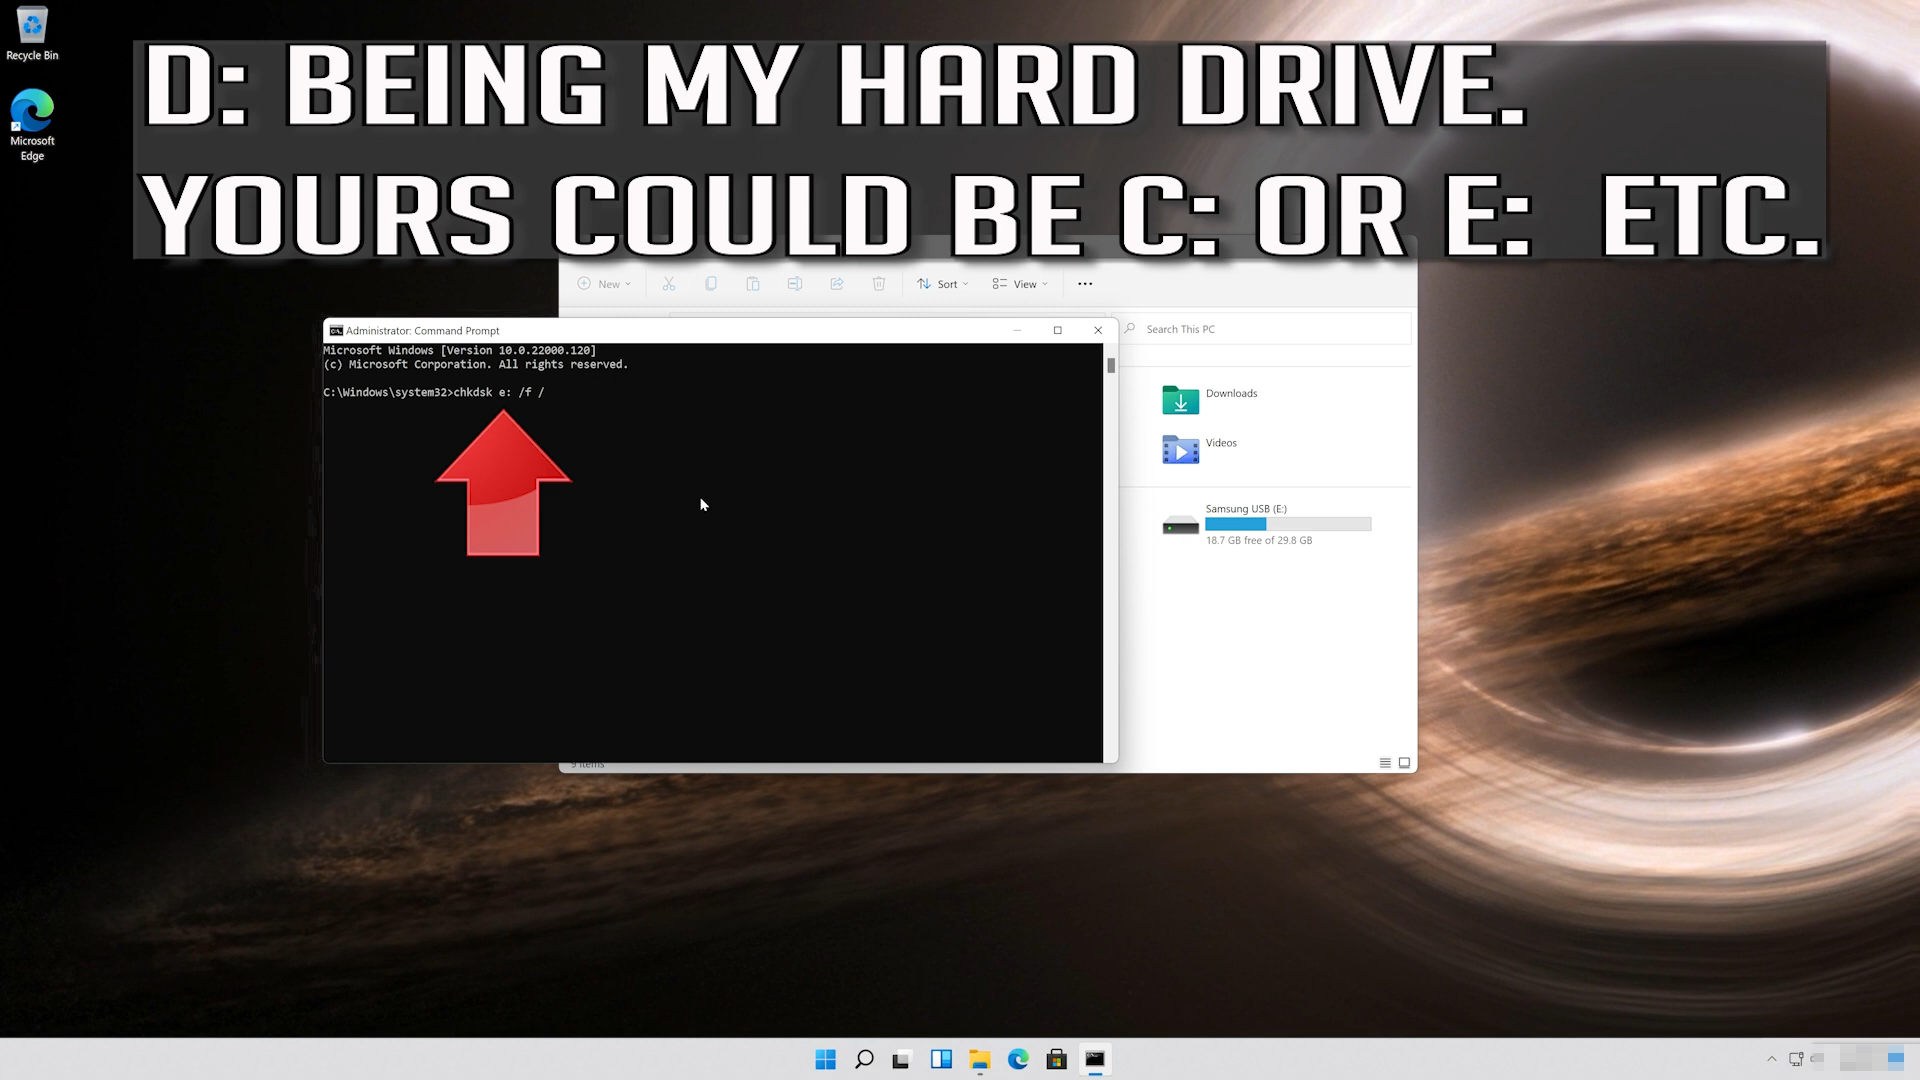 D: BEING MY HARD DRIVE.
YOURS COULD BE C: OR E: ETC.
Recycle Bin
Microsoft
Edge
New
Sort
View
Search This PC
Administrator: Command Prompt
Microsoft Windows [Version 10.0.22000.120]
(c) Microsoft Corporation. All rights reserved.
C:\Windows\system32>chkdsk e: /f /
Downloads
Videos
Samsung USB (E:)
18.7 GB free of 29.8 GB
9 items